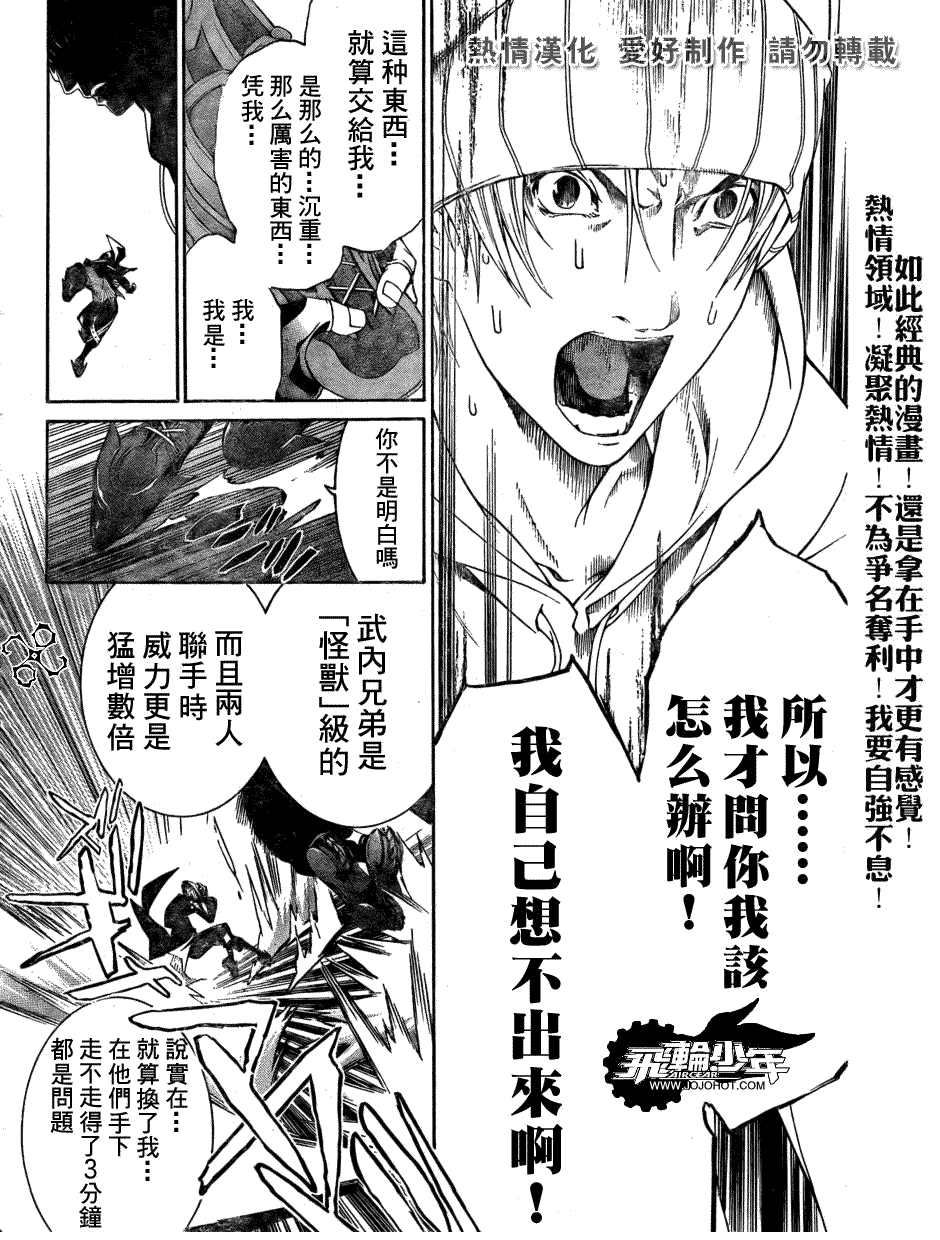 熱情漢化　愛好制作　請勿轉載
如此經典的漫畫！還是拿在手中才更有感覺！
熱情領域！凝聚熱情！不為爭名奪利！我要自強不息！
所以……
我才問你我該
怎么辦啊！
我自己想不出來啊！
這种東西…
就算交給我…
是那么的…沉重…
那么厲害的東西…
凭我…
我…
我是…
你不是明白嗎
武內兄弟是
「怪獸」級的
而且兩人
聯手時
威力更是
猛增數倍
說實在…
就算換了我…
在他們手下
走不走得了3分鐘
都是問題
飛輪少年
AIRGEAR
WWW.JOJOHOT.COM